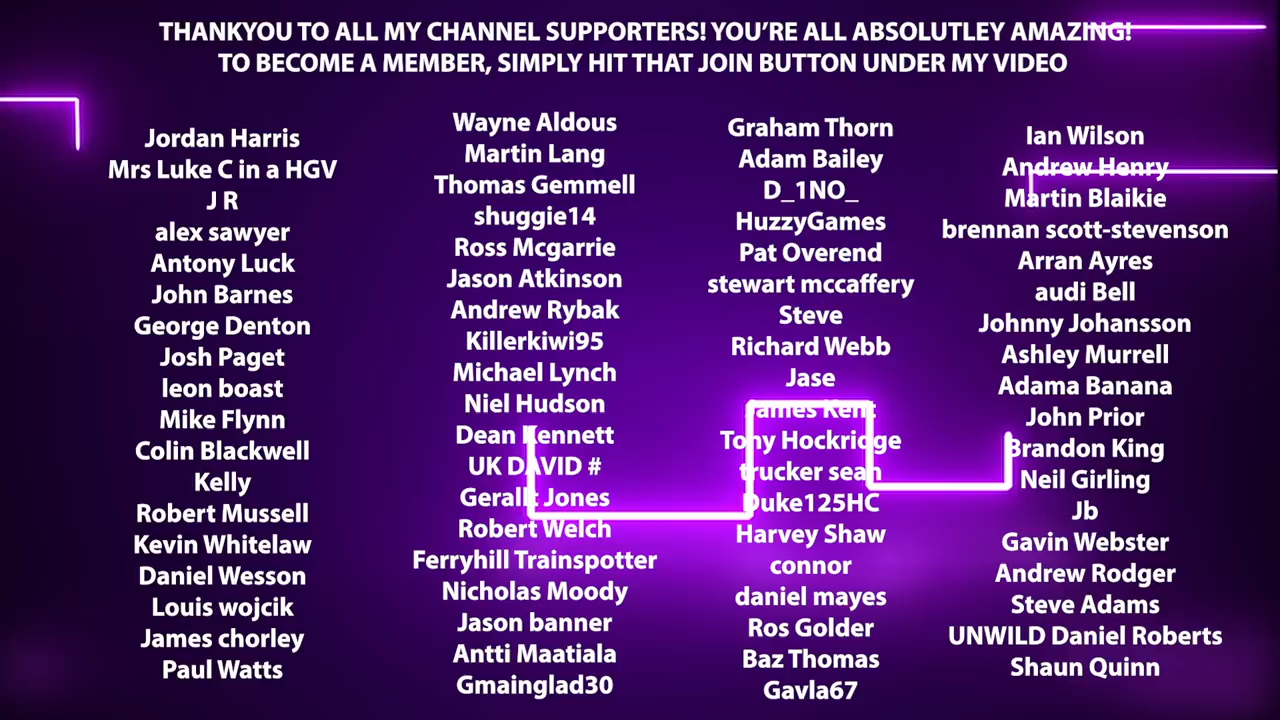 THANKYOU TO ALL MY CHANNEL SUPPORTERS! YOU'RE ALL ABSOLUTLEY AMAZING!
TO BECOME A MEMBER, SIMPLY HIT THAT JOIN BUTTON UNDER MY VIDEO
Jordan Harris
Mrs Luke C in a HGV
J R
alex sawyer
Antony Luck
John Barnes
George Denton
Josh Paget
leon boast
Mike Flynn
Colin Blackwell
Kelly
Robert Mussell
Kevin Whitelaw
Daniel Wesson
Louis wojcik
James chorley
Paul Watts
Wayne Aldous
Martin Lang
Thomas Gemmell
shuggie14
Ross Mcgarrie
Jason Atkinson
Andrew Rybak
Killerkiwi95
Michael Lynch
Niel Hudson
Dean Kennett
UK DAVID #
Geralt Jones
Robert Welch
Ferryhill Trainspotter
Nicholas Moody
Jason banner
Antti Maatiala
Gmainglad30
Graham Thorn
Adam Bailey
D_1NO_
HuzzyGames
Pat Overend
stewart mccaffery
Steve
Richard Webb
Jase
James Kent
Tony Hockridge
trucker sean
Duke125HC
Harvey Shaw
connor
daniel mayes
Ros Golder
Baz Thomas
Gavla67
Ian Wilson
Andrew Henry
Martin Blaikie
brennan scott-stevenson
Arran Ayres
audi Bell
Johnny Johansson
Ashley Murrell
Adama Banana
John Prior
Brandon King
Neil Girling
Jb
Gavin Webster
Andrew Rodger
Steve Adams
UNWILD Daniel Roberts
Shaun Quinn